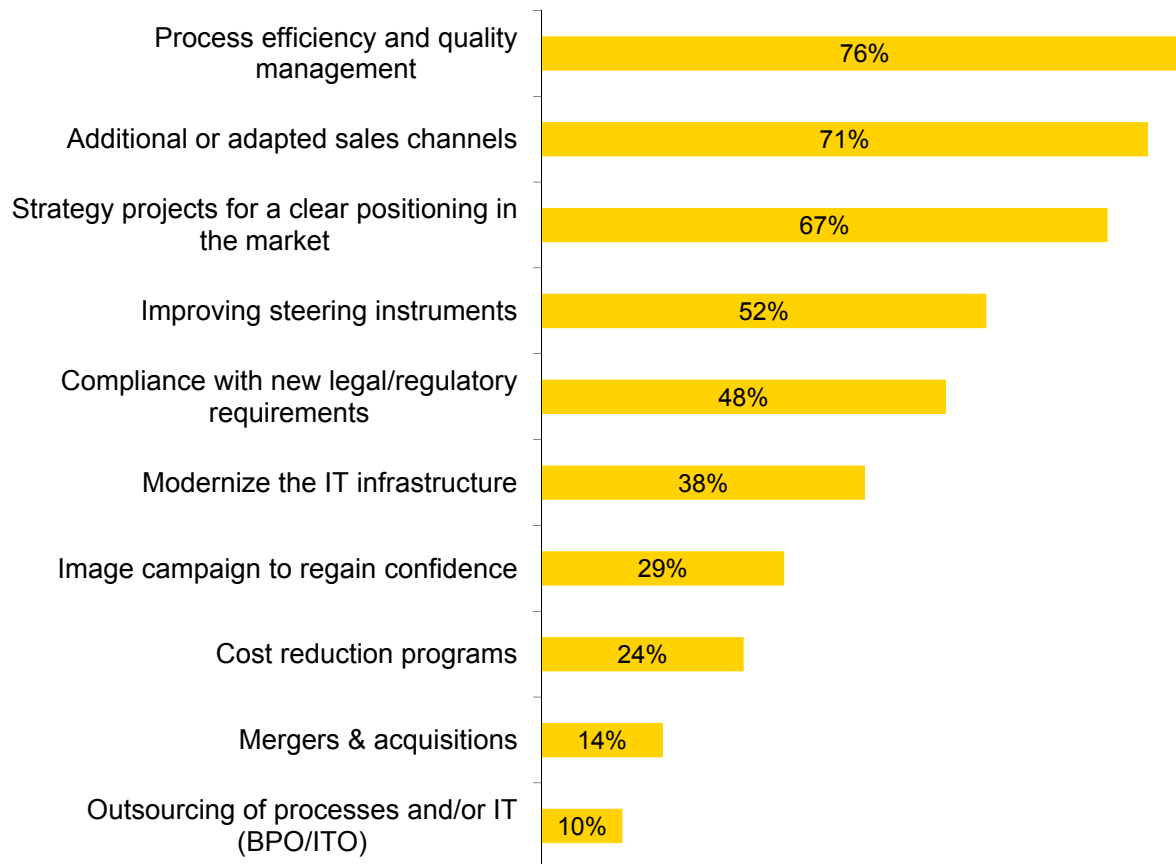 Process efficiency and quality
management
76%
Additional or adapted sales channels
71%
Strategy projects for a clear positioning in
the market
67%
Improving steering instruments
52%
Compliance with new legal/regulatory
requirements
48%
Modernize the IT infrastructure
38%
Image campaign to regain confidence
29%
Cost reduction programs
24%
Mergers & acquisitions
14%
Outsourcing of processes and/or IT
(BPO/ITO)
10%